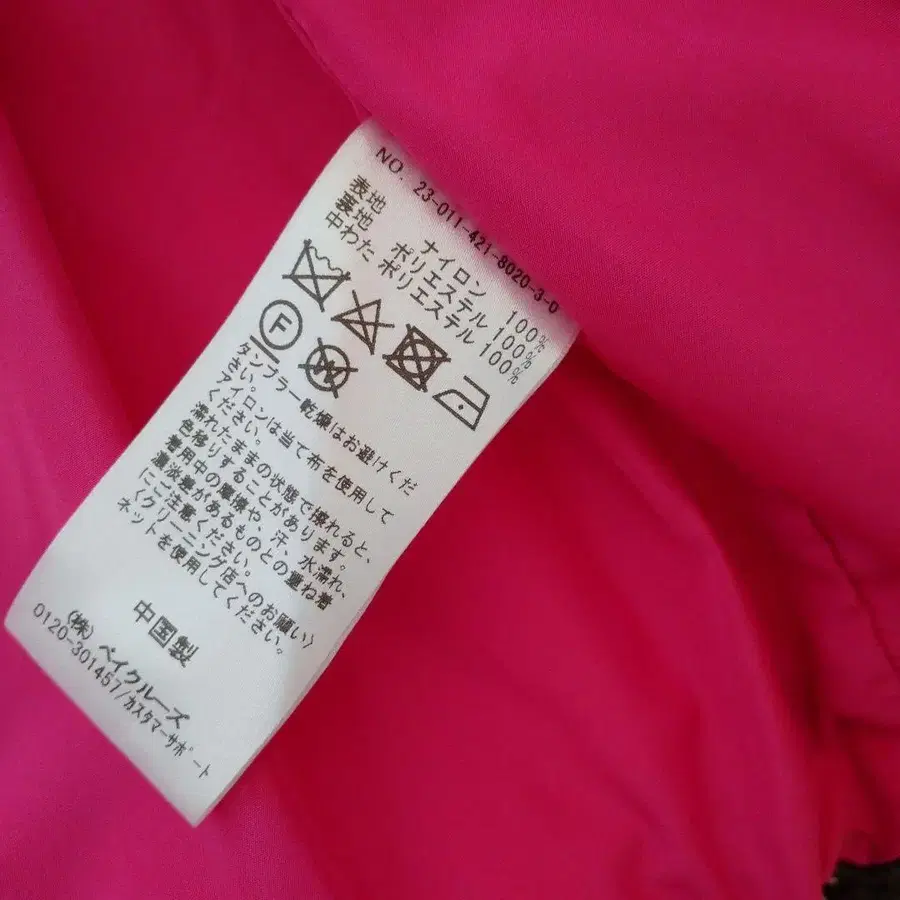 NO. 23-011-421-8020-3-0
表地 ナイロン 100%
裏地 ポリエステル 100%
中わた ポリエステル 100%
F
W
タンブラー乾燥はお避けくだ
さい。
アイロンは当て布を使用して
ください。
濡れたままの状態で擦れると、
色移りすることがあります。
着用中の摩擦や、汗、水濡れ、
濃淡差があるものとの重ね着
にご注意ください。
〈クリーニング店へのお願い〉
ネットを使用してください。
中国製
(株) ベイクルーズ
0120-301457/カスタマーサポート